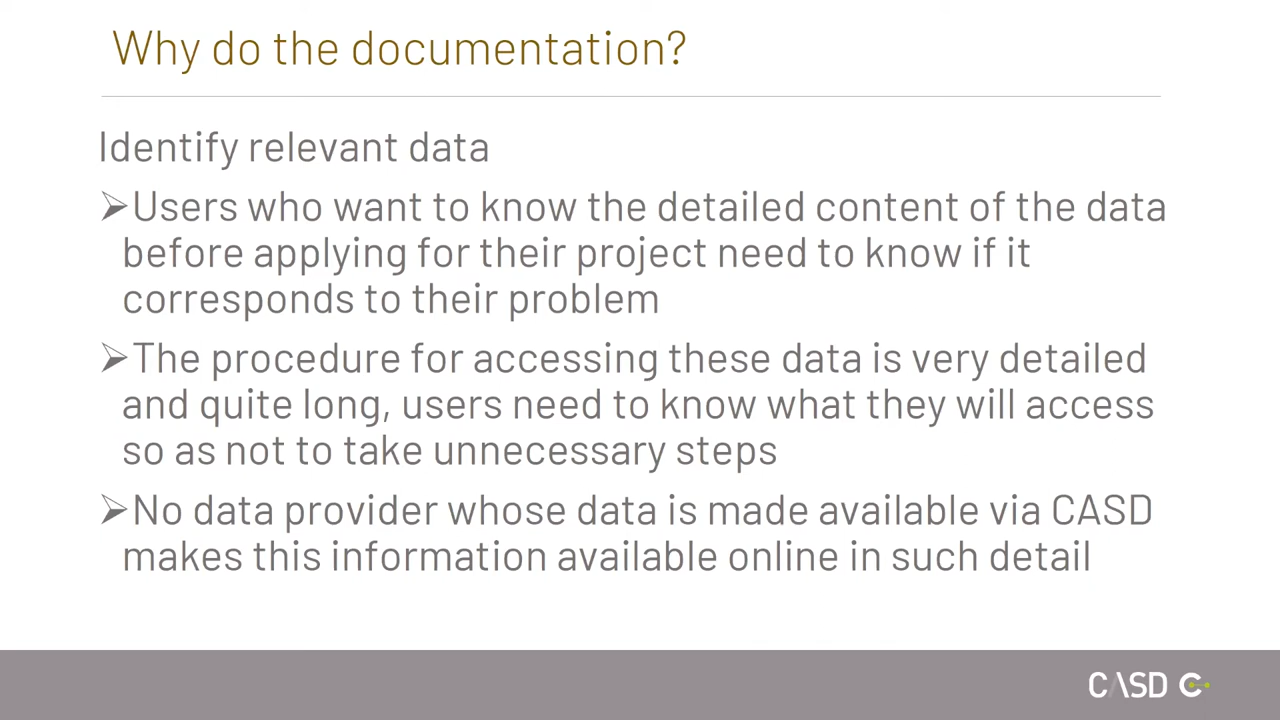 Why do the documentation?
Identify relevant data
➢Users who want to know the detailed content of the data
before applying for their project need to know if it
corresponds to their problem
➢The procedure for accessing these data is very detailed
and quite long, users need to know what they will access
so as not to take unnecessary steps
➢No data provider whose data is made available via CASD
makes this information available online in such detail
CASD